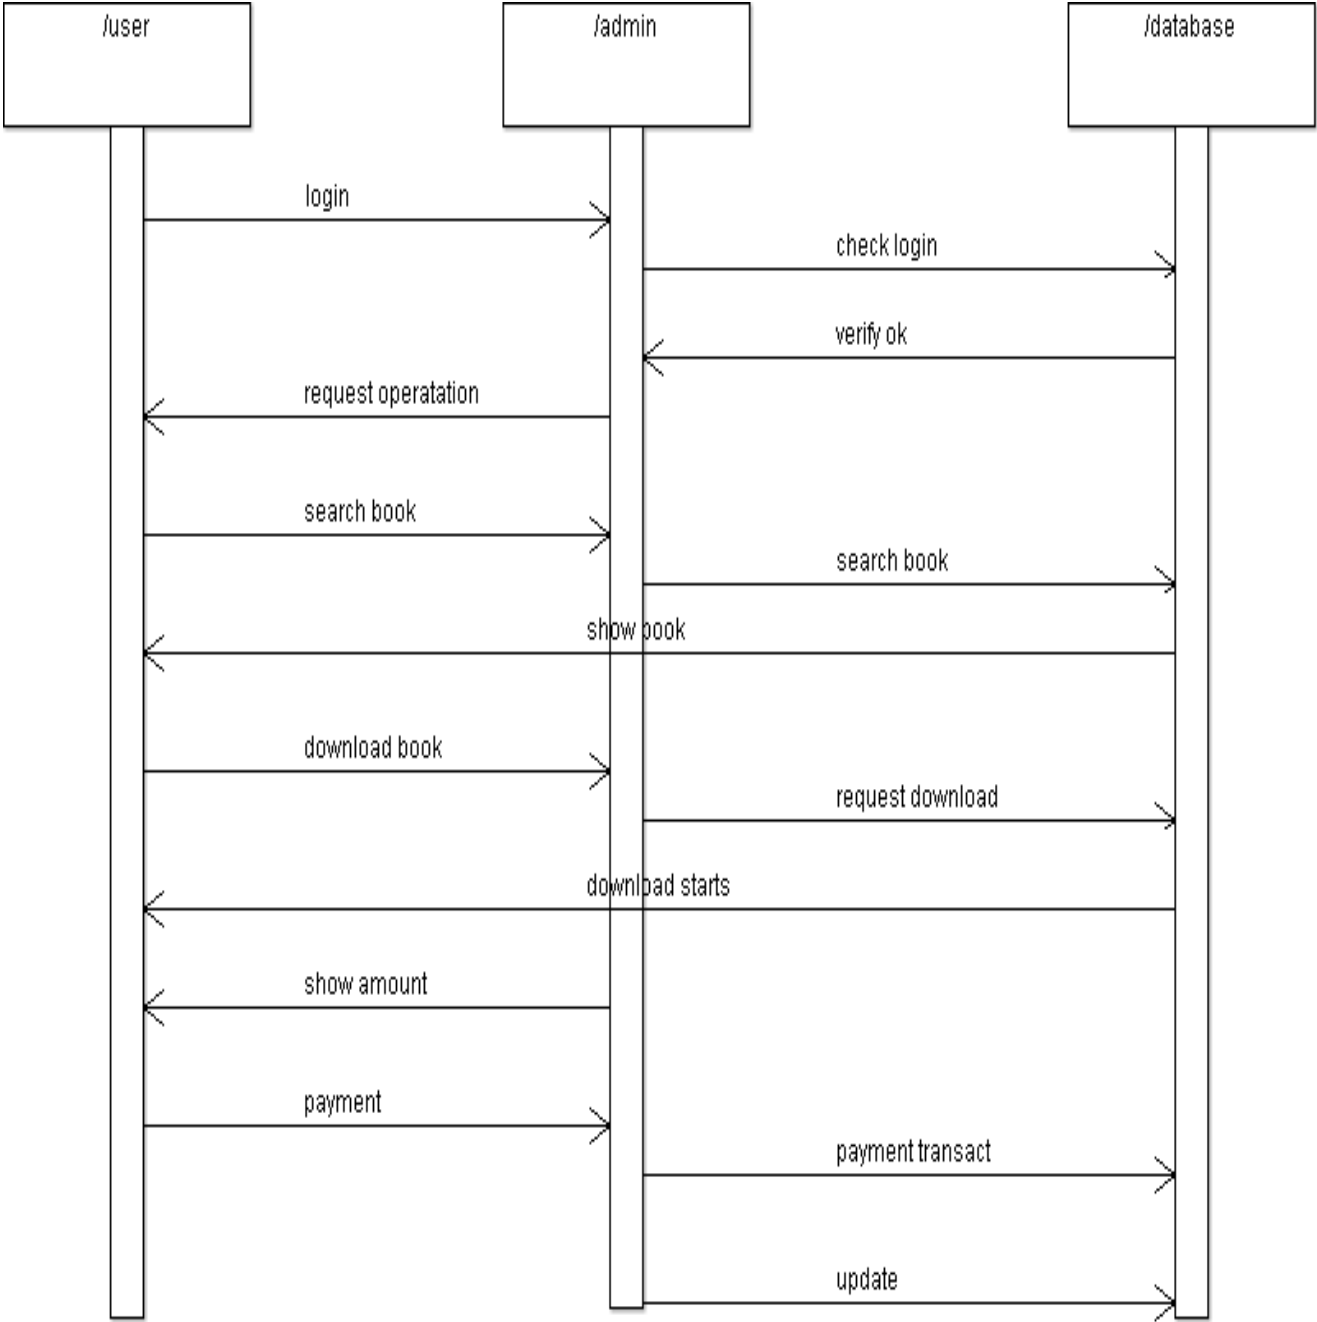 /user
/admin
/database
login
check login
verify ok
request operatation
search book
search book
show book
download book
request download
download starts
show amount
payment
payment transact
update